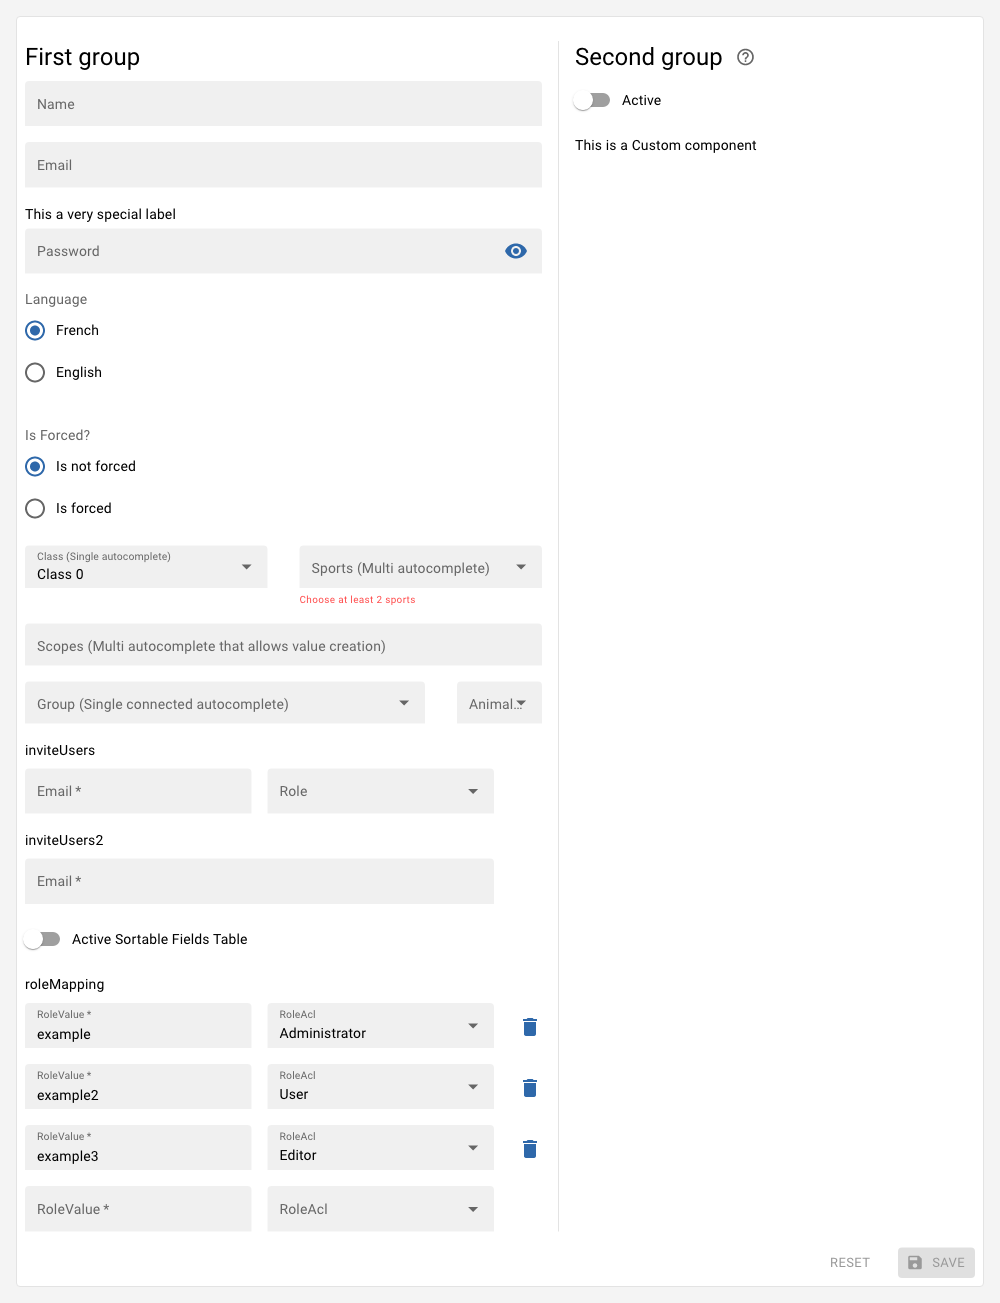 First group
Name
Email
This a very special label
Password
Language
French
English
Is Forced?
Is not forced
Is forced
Class (Single autocomplete)
Class 0
Sports (Multi autocomplete)
Choose at least 2 sports
Scopes (Multi autocomplete that allows value creation)
Group (Single connected autocomplete)
Animal...
inviteUsers
Email *
Role
inviteUsers2
Email *
Active Sortable Fields Table
roleMapping
RoleValue *
example
RoleAcl
Administrator
RoleValue *
example2
RoleAcl
User
RoleValue *
example3
RoleAcl
Editor
RoleValue *
RoleAcl
Second group
Active
This is a Custom component
RESET
SAVE